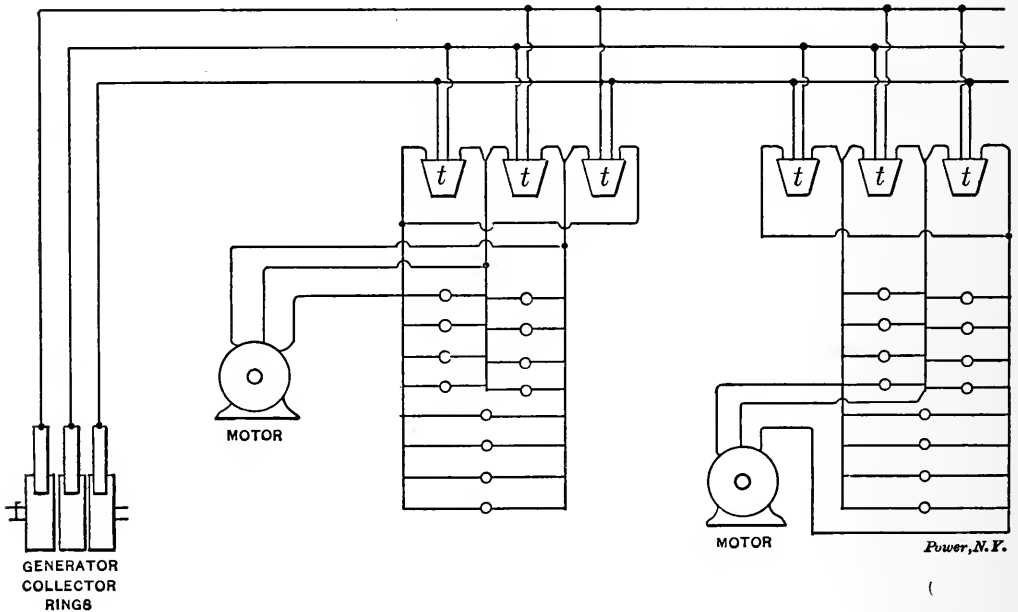 t t t t t t
MOTOR
MOTOR
GENERATOR
COLLECTOR
RINGS
Power, N.Y.